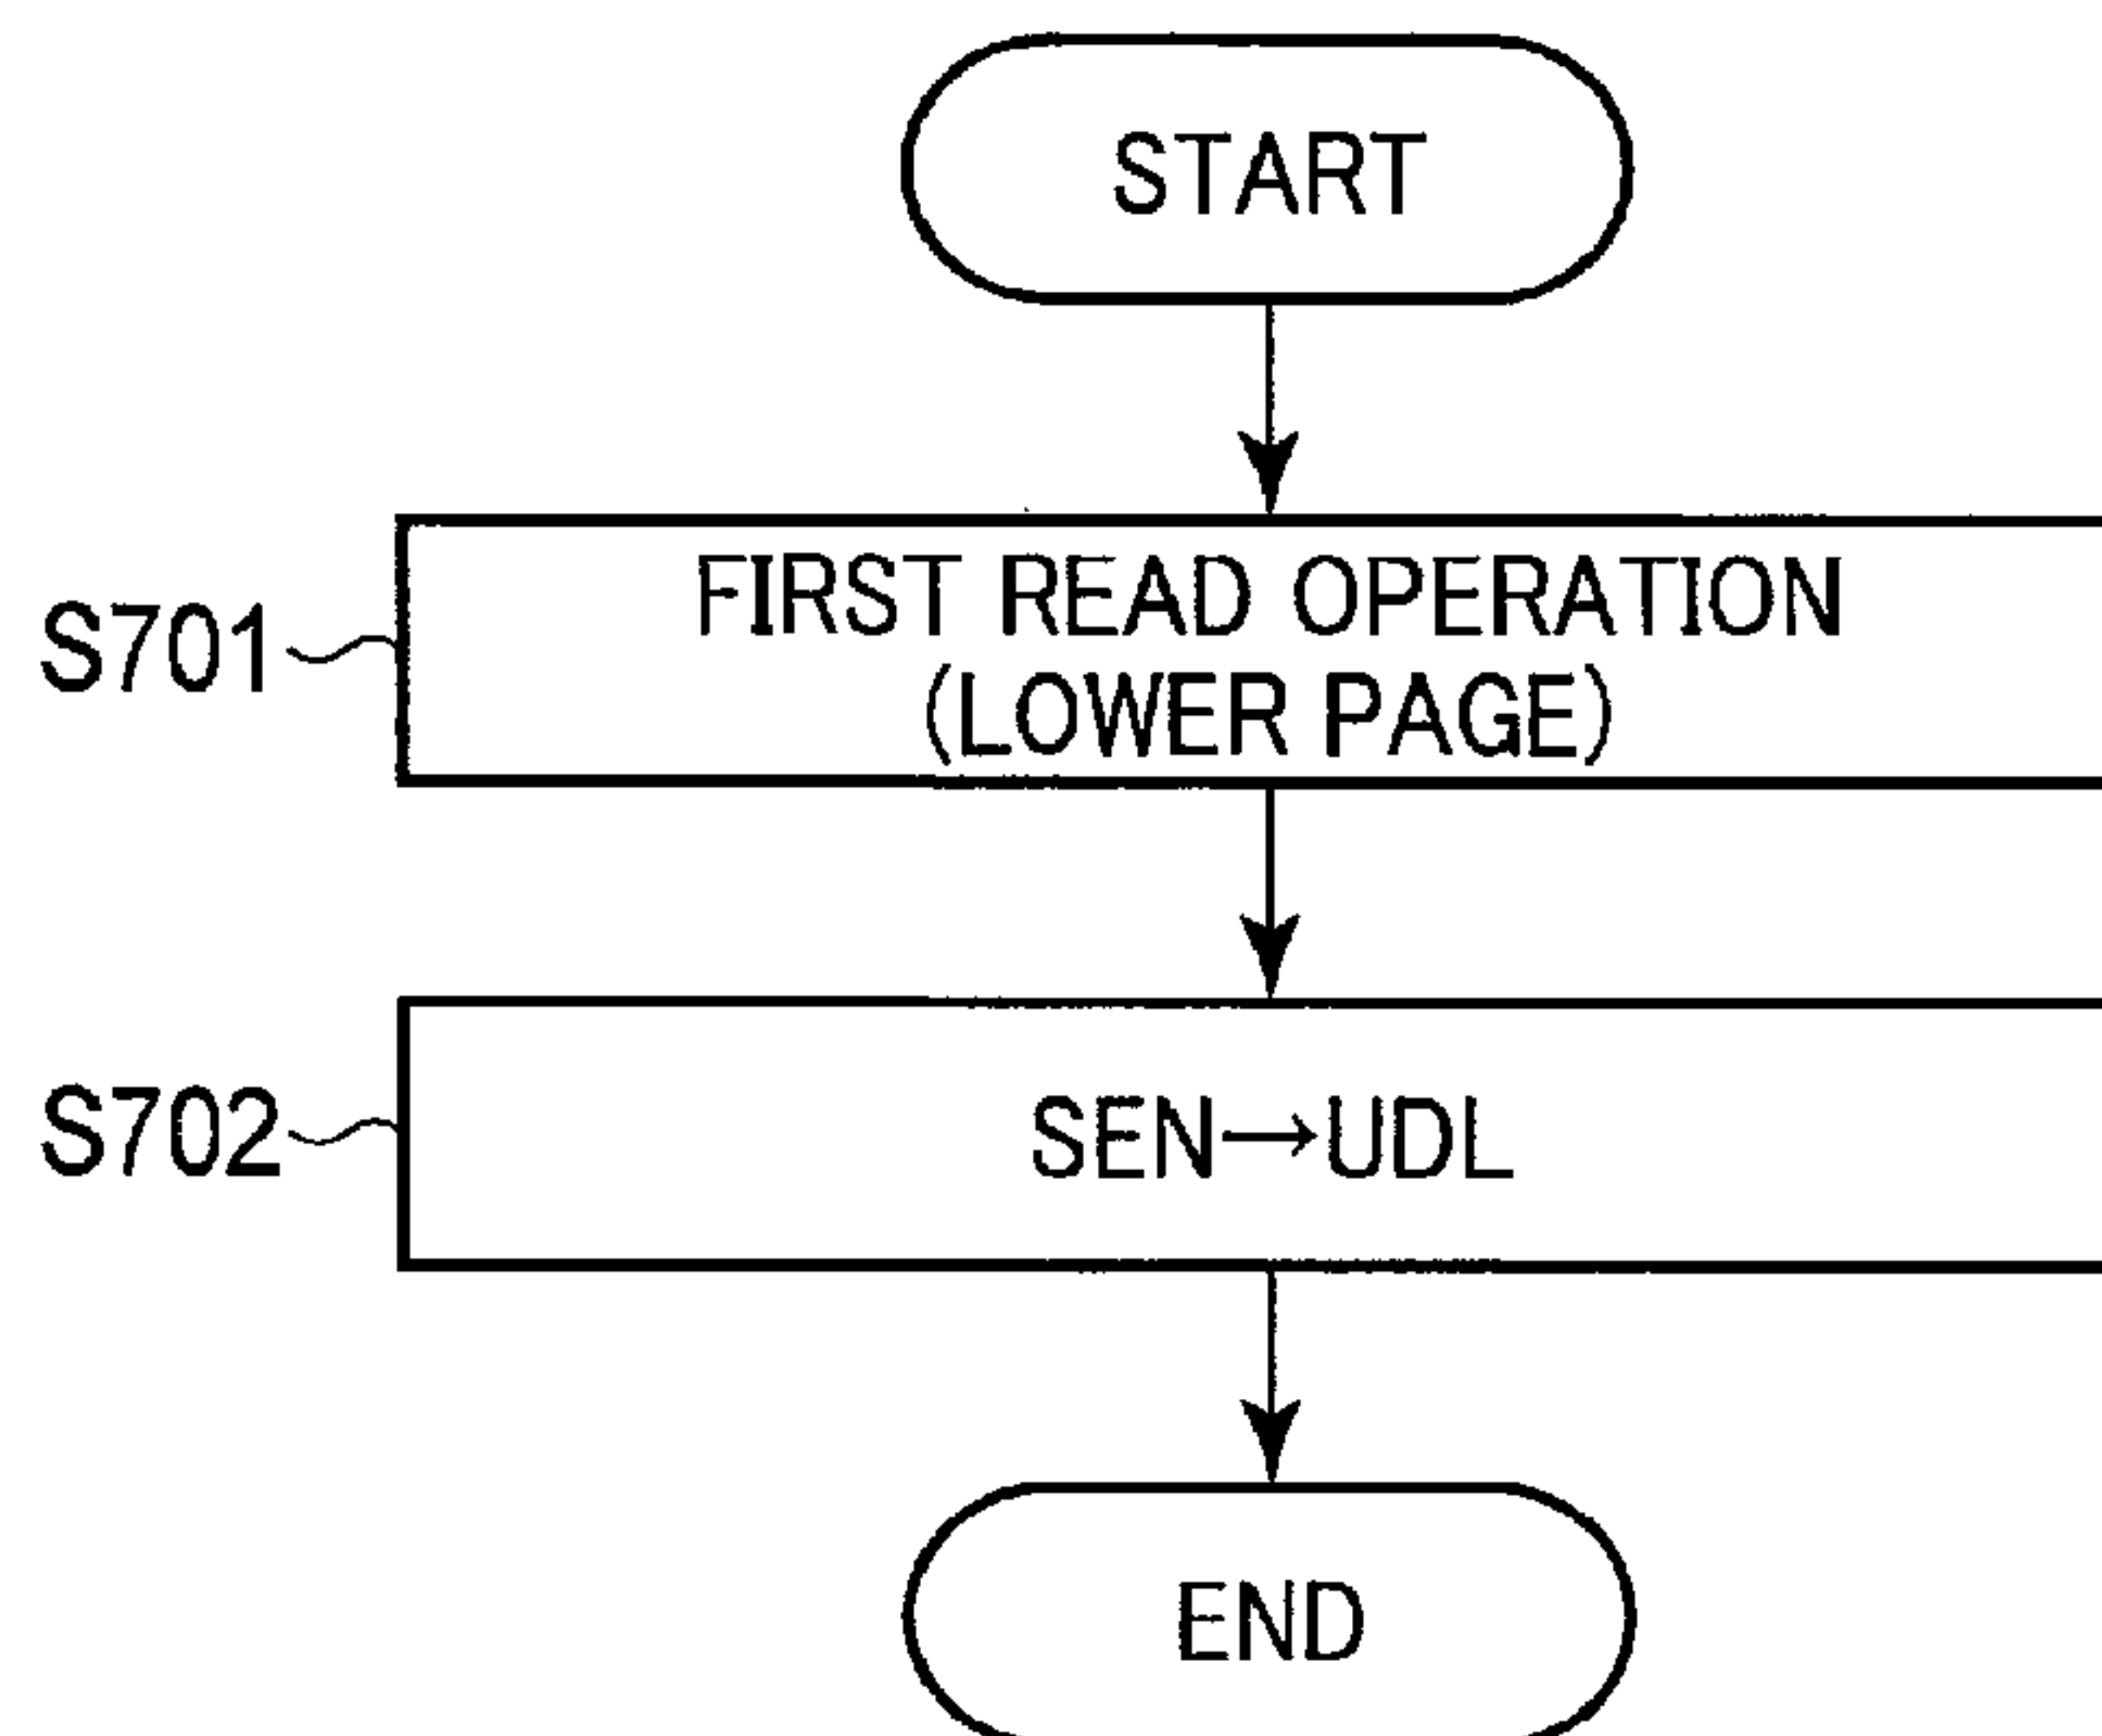 START
S701
FIRST READ OPERATION
(LOWER PAGE)
S702
SEN→UDL
END